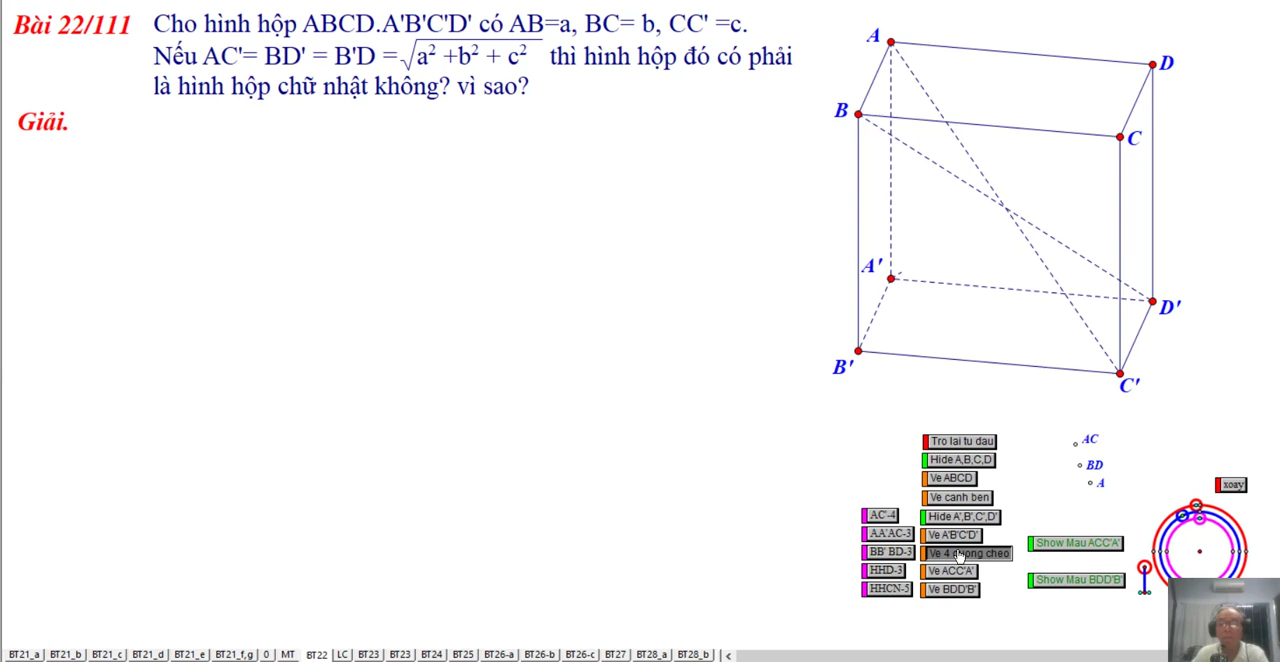 Bài 22/111 Cho hình hộp ABCD.A'B'C'D' có AB=a, BC= b, CC' =c.
Nếu AC'= BD' = B'D =√a² +b² + c² thì hình hộp đó có phải
là hình hộp chữ nhật không? vì sao?
Giải.
A
D
B
C
A'
D'
B'
C'
Tro lai tu dau
Hide A,B,C,D
Ve ABCD
Ve canh ben
Hide A',B',C',D'
Ve A'B'C'D'
Ve 4 duong cheo
Ve ACC'A'
Ve BDD'B'
AC'-4
AA'AC-3
BB' BD-3
HHD-3
HHCN-5
AC
BD
A
xoay
Show Mau ACC'A'
Show Mau BDD'B'
BT21_a BT21_b BT21_c BT21_d BT21_e BT21_f,g 0 MT BT22 LC BT23 BT23 BT24 BT25 BT26-a BT26-b BT26-c BT27 BT28_a BT28_b